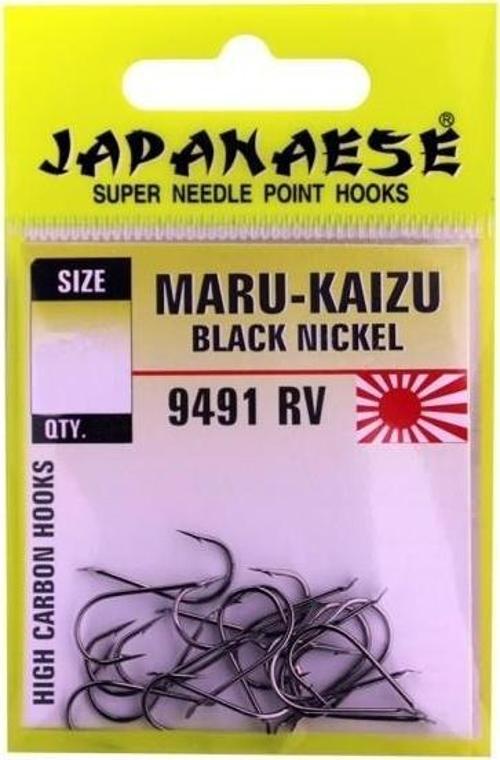 JAPANAESE®
SUPER NEEDLE POINT HOOKS
SIZE
MARU-KAIZU
BLACK NICKEL
9491 RV
QTY.
HIGH CARBON HOOKS